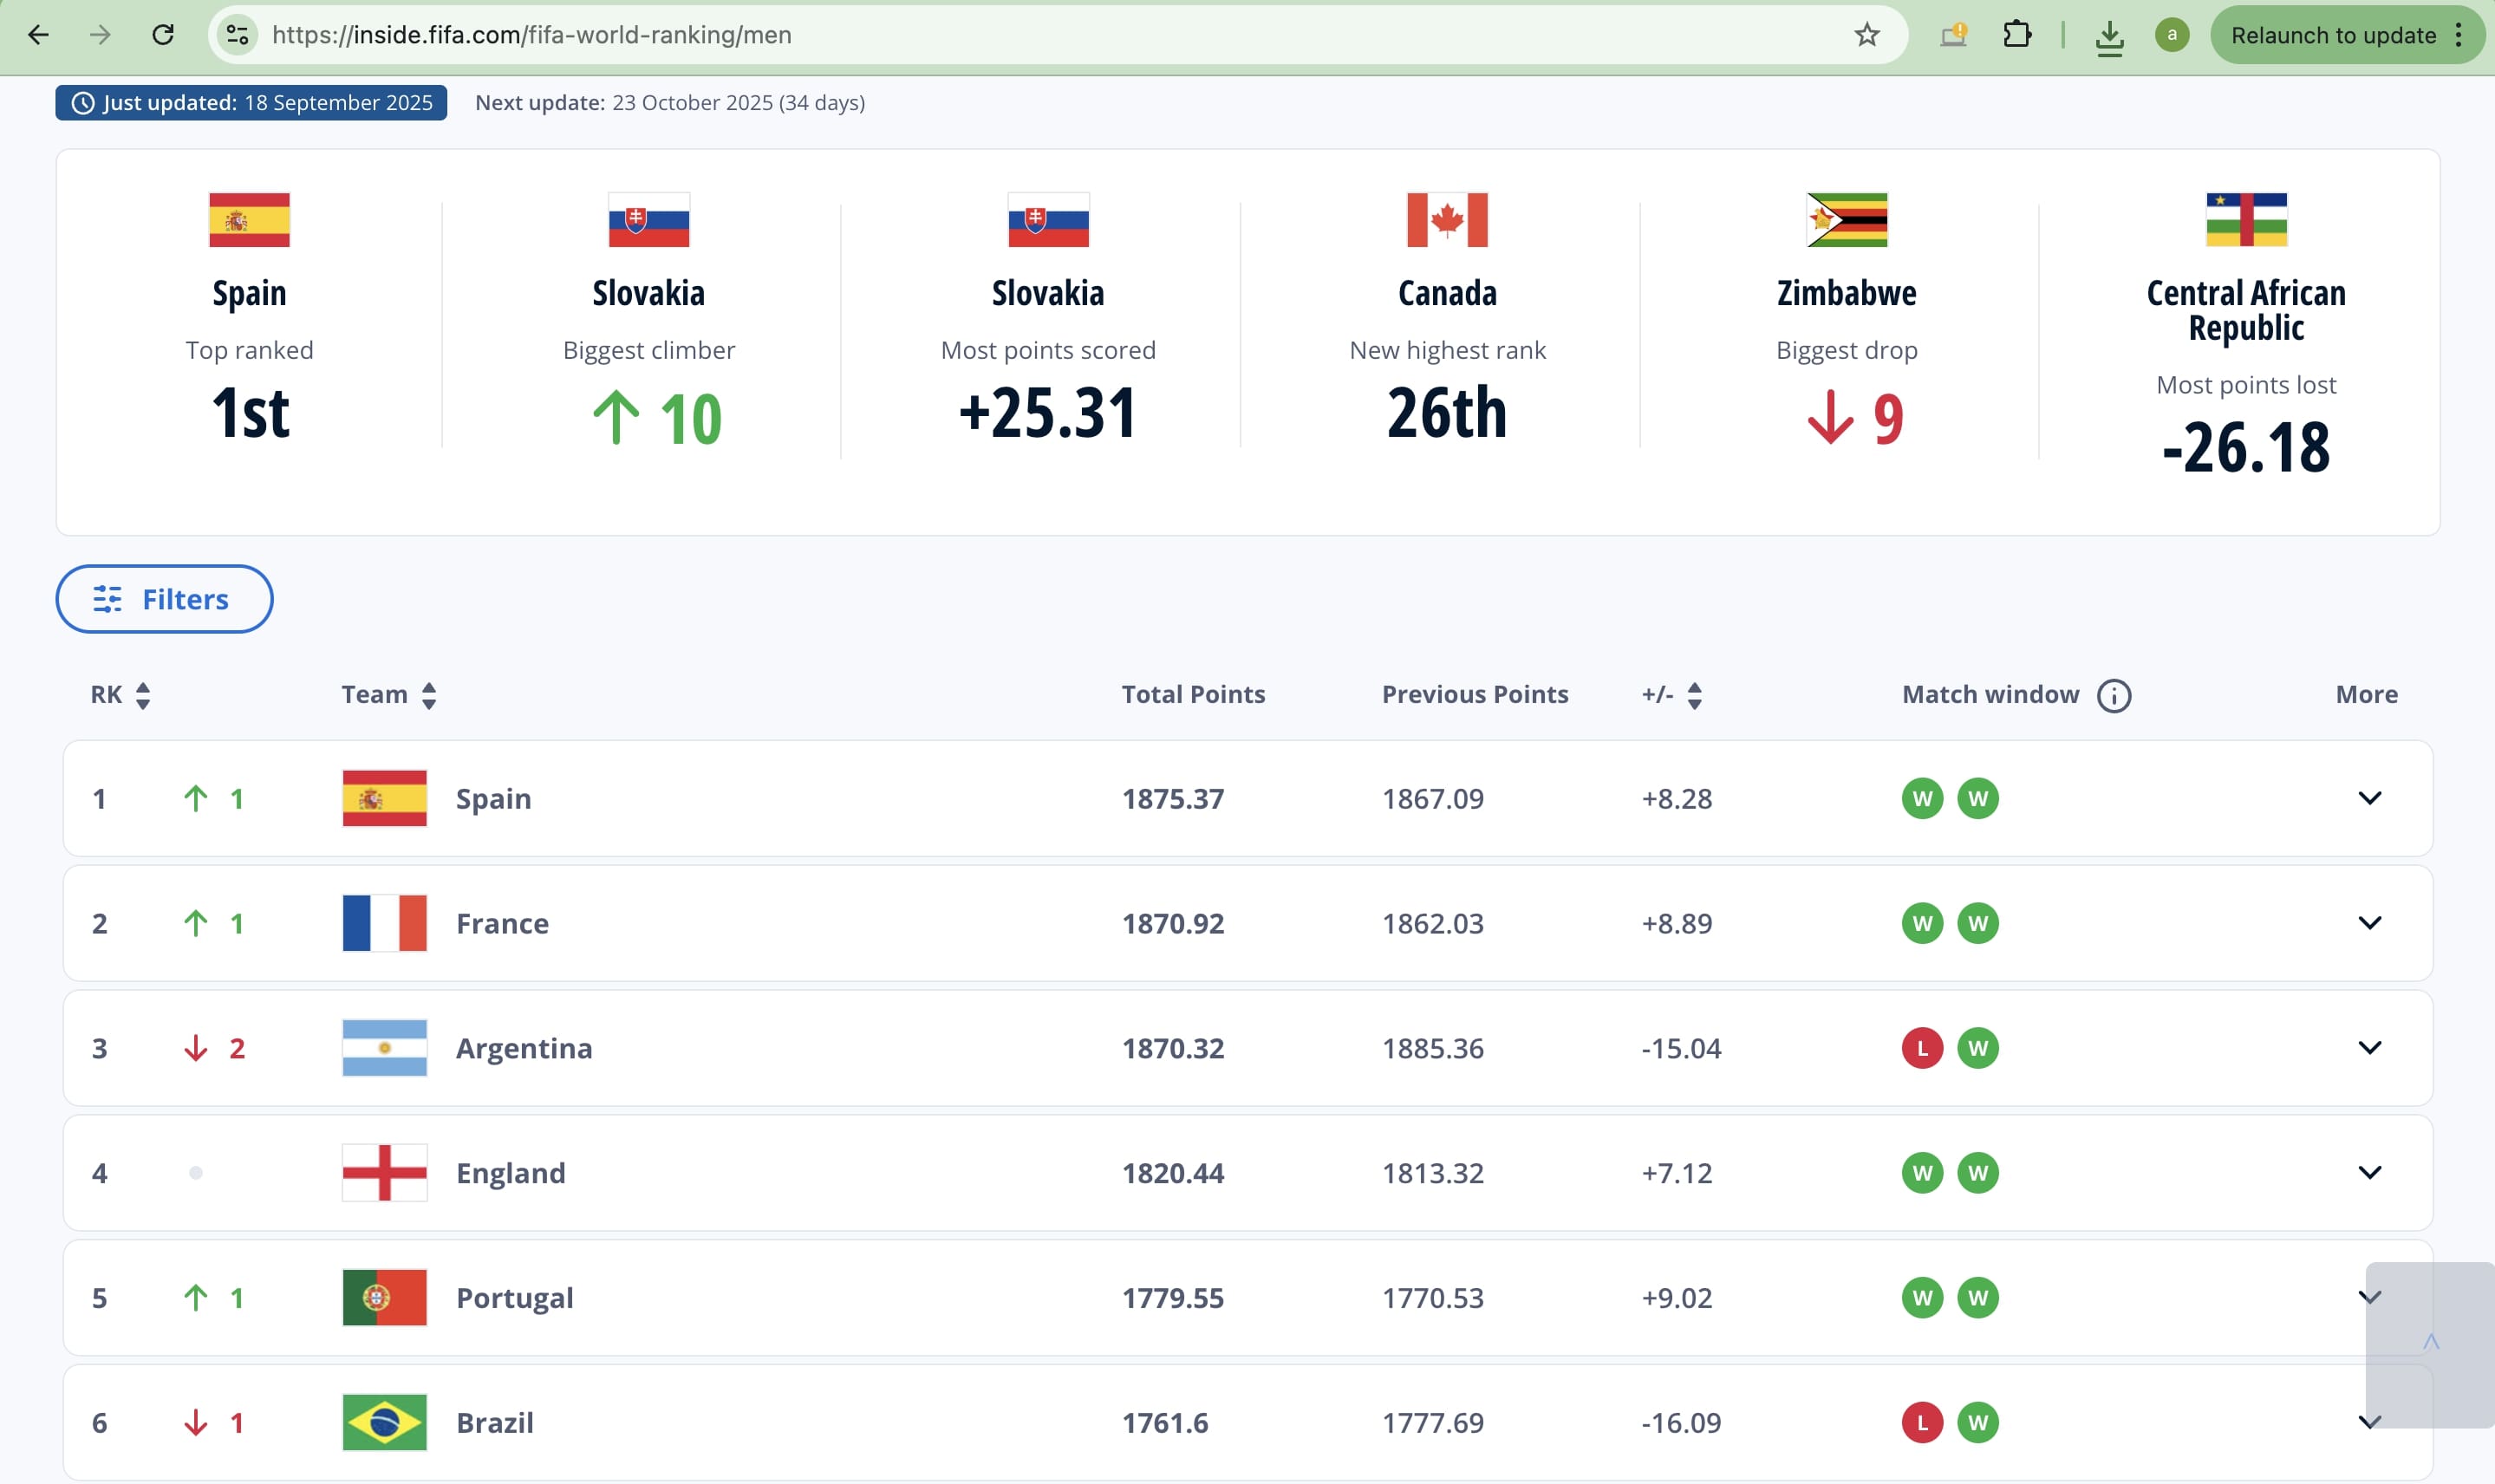 https://inside.fifa.com/fifa-world-ranking/men
a
Relaunch to update
Just updated: 18 September 2025 Next update: 23 October 2025 (34 days)
Spain
Top ranked
1st
Slovakia
Biggest climber
10
Slovakia
Most points scored
+25.31
Canada
New highest rank
26th
Zimbabwe
Biggest drop
9
Central African
Republic
Most points lost
-26.18
Filters
RK Team Total Points Previous Points +/- Match window More
1 1 Spain 1875.37 1867.09 +8.28 W W
2 1 France 1870.92 1862.03 +8.89 W W
3 2 Argentina 1870.32 1885.36 -15.04 L W
4 England 1820.44 1813.32 +7.12 W W
5 1 Portugal 1779.55 1770.53 +9.02 W W
6 1 Brazil 1761.6 1777.69 -16.09 L W